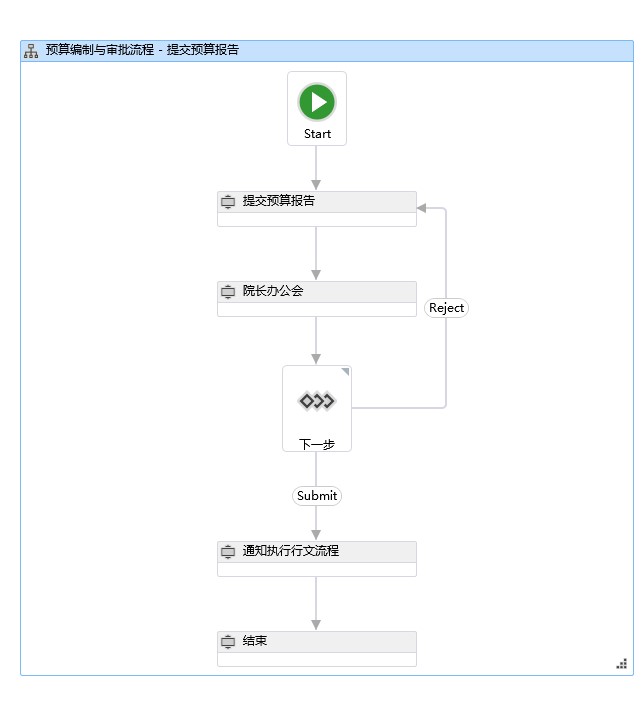 预算编制与审批流程 - 提交预算报告
Start
提交预算报告
院长办公会
Reject
下一步
Submit
通知执行行文流程
结束